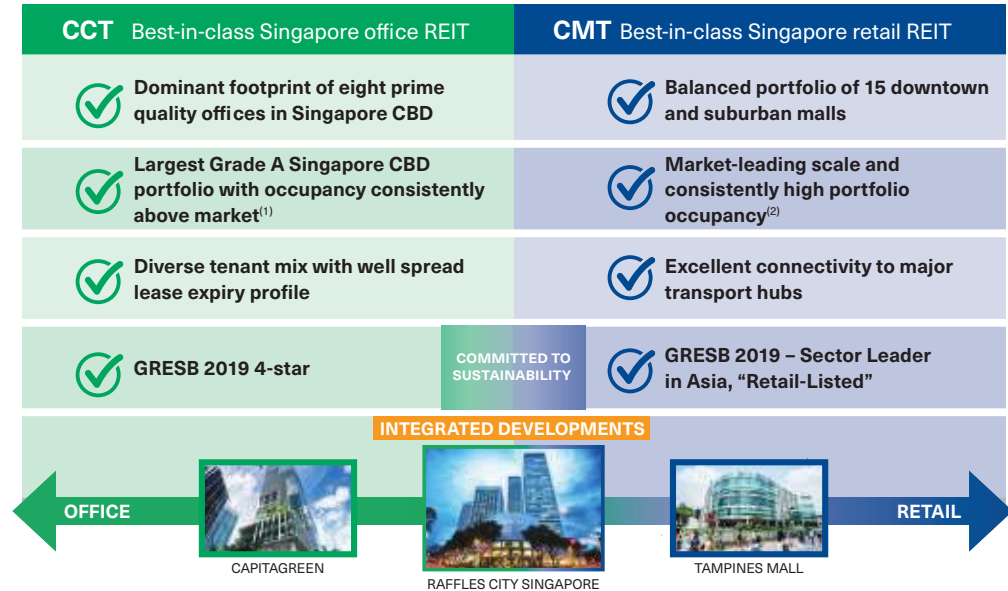 CCT Best-in-class Singapore office REIT
CMT Best-in-class Singapore retail REIT
Dominant footprint of eight prime
quality offices in Singapore CBD
Balanced portfolio of 15 downtown
and suburban malls
Largest Grade A Singapore CBD
portfolio with occupancy consistently
above market(1)
Market-leading scale and
consistently high portfolio
occupancy(2)
Diverse tenant mix with well spread
lease expiry profile
Excellent connectivity to major
transport hubs
GRESB 2019 4-star
COMMITTED TO
SUSTAINABILITY
GRESB 2019 – Sector Leader
in Asia, “Retail-Listed”
INTEGRATED DEVELOPMENTS
OFFICE
RETAIL
CAPITAGREEN
RAFFLES CITY SINGAPORE
TAMPINES MALL